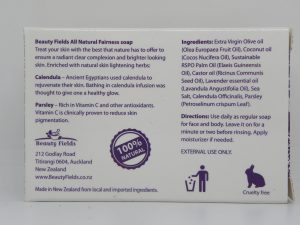 Beauty Fields All Natural Fairness soap
Treat your skin with the best that nature has to offer to
ensure a radiant clear complexion and brighter looking
skin. Enriched with natural skin lightening herbs;
Calendula – Ancient Egyptians used calendula to
rejuvenate their skin. Bathing in calendula infusion was
thought to give one a healthy glow.
Parsley – Rich in Vitamin C and other antioxidants.
Vitamin C is clinically proven to reduce skin
pigmentation.
Beauty Fields
212 Godley Road
Titirangi 0604, Auckland
New Zealand
www.BeautyFields.co.nz
100%
NATURAL
Made in New Zealand from local and imported ingredients.
Ingredients: Extra Virgin Olive oil
(Olea Europaea Fruit Oil), Coconut oil
(Cocos Nucifera Oil), Sustainable
RSPO Palm Oil (Elaeis Guineensis
Oil), Castor oil (Ricinus Communis
Seed Oil), Lavender essential oil
(Lavandula Angustifolia Oil), Sea
Salt, Calendula Officinalis, Parsley
(Petroselinum crispum Leaf).
Directions: Use daily as regular soap
for face and body. Leave it on for a
minute or two before rinsing. Apply
moisturizer if needed.
EXTERNAL USE ONLY.
Cruelty Free